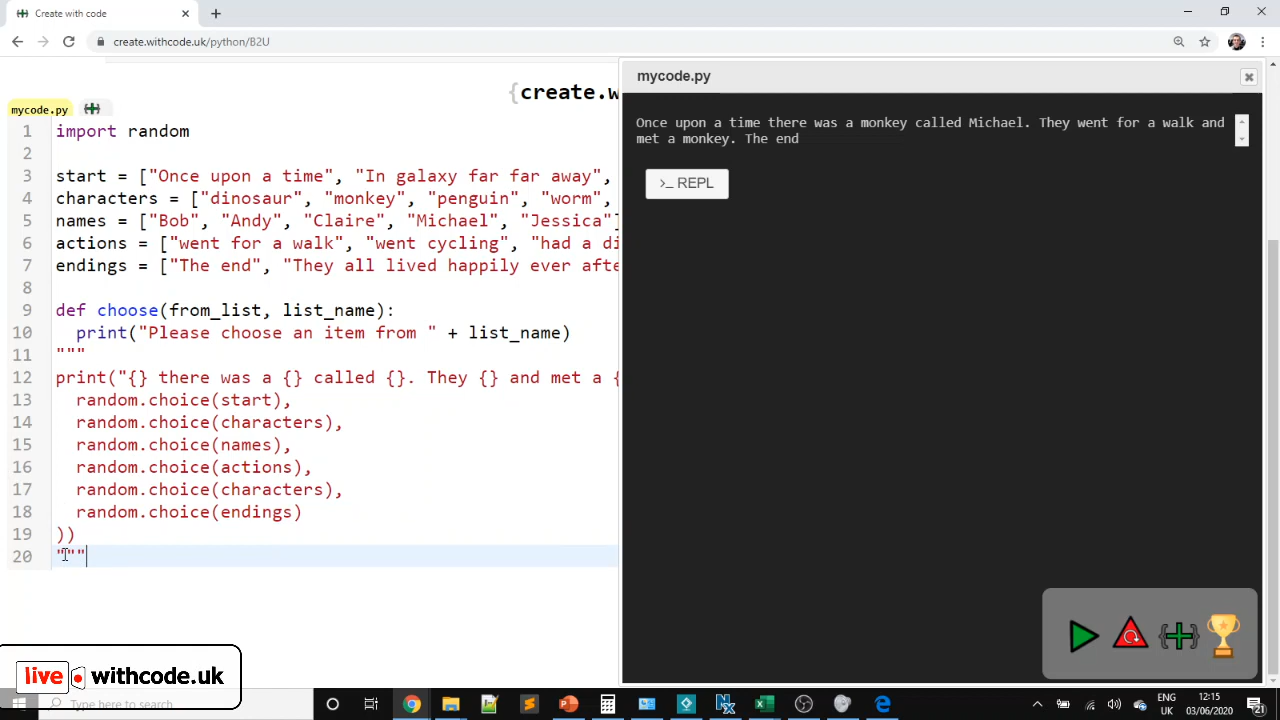 Create with code
create.withcode.uk/python/B2U
{create.w
mycode.py
1 import random
2
3 start = ["Once upon a time", "In galaxy far far away",
4 characters = ["dinosaur", "monkey", "penguin", "worm",
5 names = ["Bob", "Andy", "Claire", "Michael", "Jessica"]
6 actions = ["went for a walk", "went cycling", "had a di
7 endings = ["The end", "They all lived happily ever afte
8
9 def choose(from_list, list_name):
10 print("Please choose an item from " + list_name)
11 """
12 print("{} there was a {} called {}. They {} and met a {
13 random.choice(start),
14 random.choice(characters),
15 random.choice(names),
16 random.choice(actions),
17 random.choice(characters),
18 random.choice(endings)
19 ))
20 """
mycode.py
Once upon a time there was a monkey called Michael. They went for a walk and
met a monkey. The end
>_ REPL
live withcode.uk
Type here to search
ENG
UK
12:15
03/06/2020
21